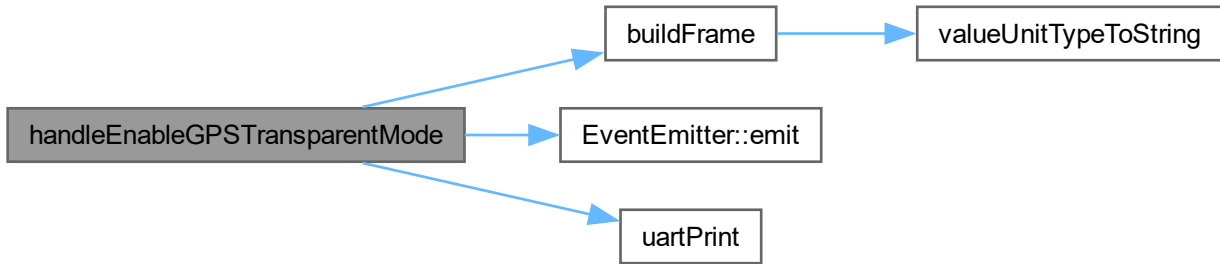 handleEnableGPSTransparentMode
buildFrame
valueUnitTypeToString
EventEmitter::emit
uartPrint